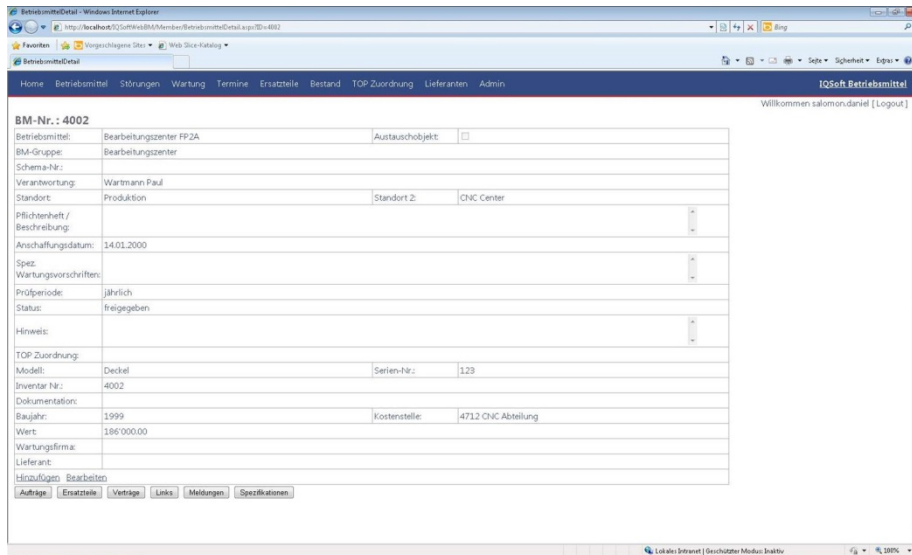 BetriebsmittelDetail - Windows Internet Explorer
http://localhost/IQSoftWebBM/Member/BetriebsmittelDetail.aspx?ID=4002
Bing
Favoriten Vorgeschlagene Sites Web Slice-Katalog
BetriebsmittelDetail Seite Sicherheit Extras
Home Betriebsmittel Störungen Wartung Termine Ersatzteile Bestand TOP Zuordnung Lieferanten Admin IQSoft Betriebsmittel
Willkommen salomon.daniel [ Logout ]
BM-Nr. : 4002
Betriebsmittel: Bearbeitungszenter FP2A Austauschobjekt:
BM-Gruppe: Bearbeitungszenter
Schema-Nr.:
Verantwortung: Wartmann Paul
Standort: Produktion Standort 2: CNC Center
Pflichtenheft /
Beschreibung:
Anschaffungsdatum: 14.01.2000
Spez.
Wartungsvorschriften:
Prüfperiode: jährlich
Status: freigegeben
Hinweis:
TOP Zuordnung:
Modell: Deckel Serien-Nr.: 123
Inventar Nr.: 4002
Dokumentation:
Baujahr: 1999 Kostenstelle: 4712 CNC Abteilung
Wert: 186'000.00
Wartungsfirma:
Lieferant:
Hinzufügen Bearbeiten
Aufträge Ersatzteile Verträge Links Meldungen Spezifikationen
Lokales Intranet | Geschützter Modus: Inaktiv 100%